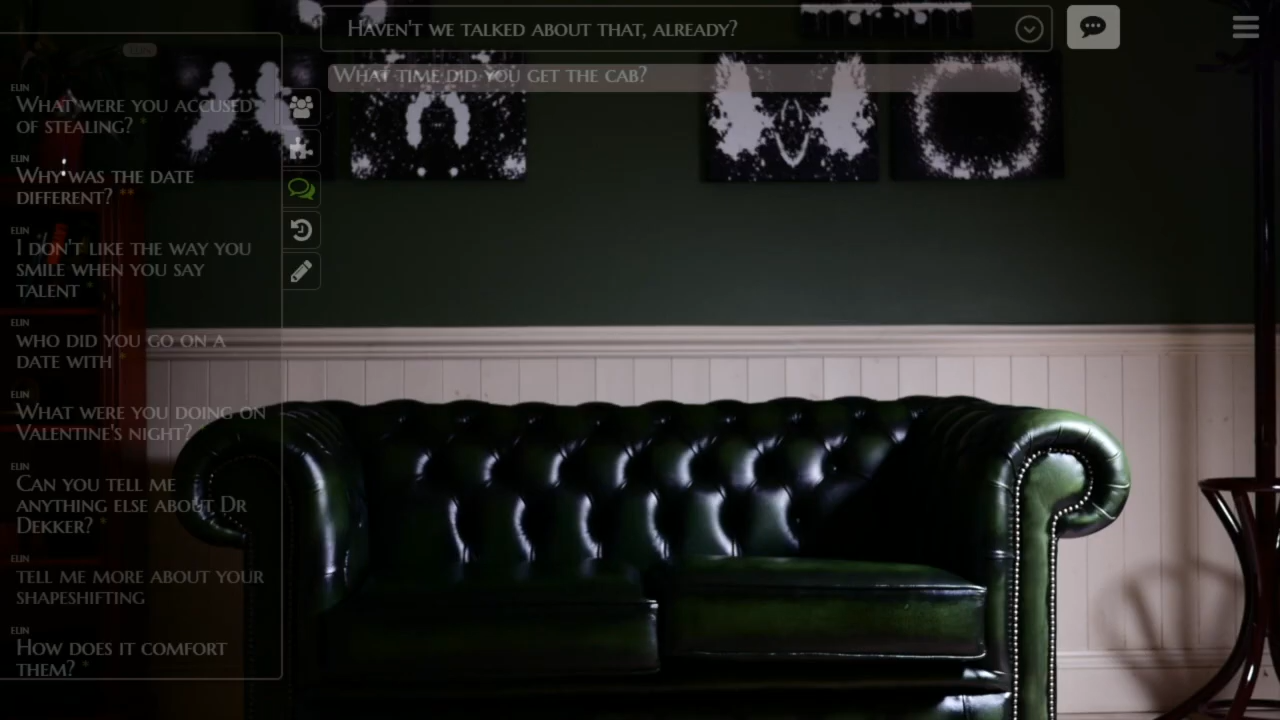 Haven't we talked about that, already?
What time did you get the cab?
ELIN
ELIN
What were you accused
of stealing? *
ELIN
Why was the date
different? **
ELIN
I don't like the way you
smile when you say
talent *
ELIN
who did you go on a
date with *
ELIN
What were you doing on
Valentine's night? *
ELIN
Can you tell me
anything else about Dr
Dekker? *
ELIN
tell me more about your
shapeshifting
ELIN
How does it comfort
them? *